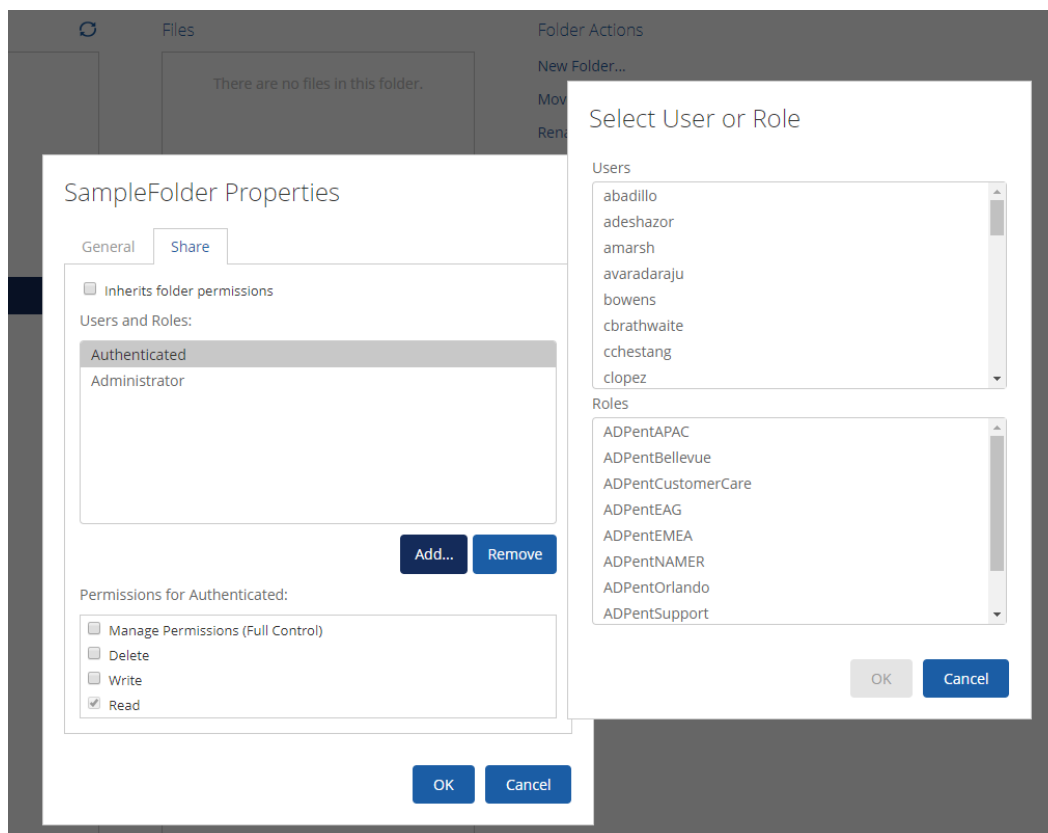 Files
There are no files in this folder.
Folder Actions
New Folder...
Mov
Rena
SampleFolder Properties
General
Share
Inherits folder permissions
Users and Roles:
Authenticated
Administrator
Add...
Remove
Permissions for Authenticated:
Manage Permissions (Full Control)
Delete
Write
Read
OK
Cancel
Select User or Role
Users
abadillo
adeshazor
amarsh
avaradaraju
bowens
cbrathwaite
cchestang
clopez
Roles
ADPentAPAC
ADPentBellevue
ADPentCustomerCare
ADPentEAG
ADPentEMEA
ADPentNAMER
ADPentOrlando
ADPentSupport
OK
Cancel